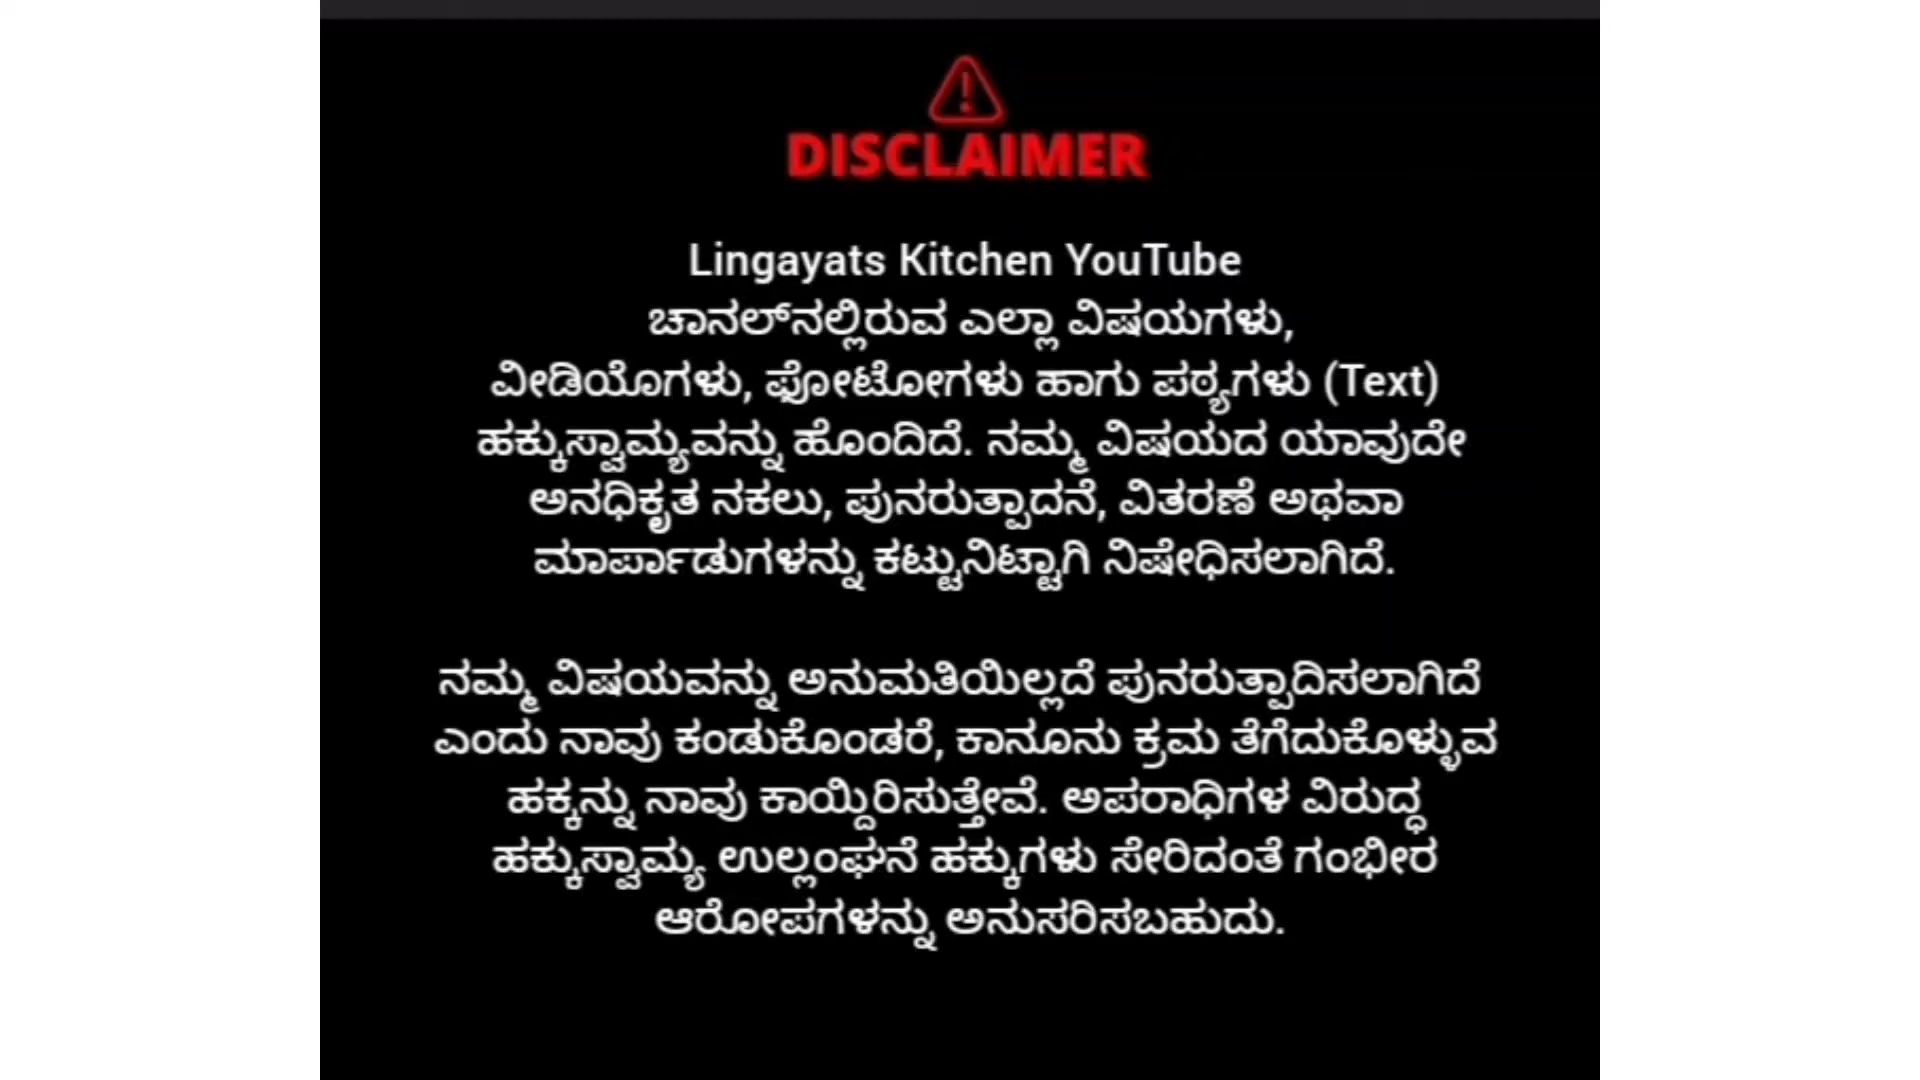 DISCLAIMER
Lingayats Kitchen YouTube
ಚಾನಲ್‌ನಲ್ಲಿರುವ ಎಲ್ಲಾ ವಿಷಯಗಳು,
ವೀಡಿಯೊಗಳು, ಫೋಟೋಗಳು ಹಾಗು ಪಠ್ಯಗಳು (Text)
ಹಕ್ಕುಸ್ವಾಮ್ಯವನ್ನು ಹೊಂದಿದೆ. ನಮ್ಮ ವಿಷಯದ ಯಾವುದೇ
ಅನಧಿಕೃತ ನಕಲು, ಪುನರುತ್ಪಾದನೆ, ವಿತರಣೆ ಅಥವಾ
ಮಾರ್ಪಾಡುಗಳನ್ನು ಕಟ್ಟುನಿಟ್ಟಾಗಿ ನಿಷೇಧಿಸಲಾಗಿದೆ.
ನಮ್ಮ ವಿಷಯವನ್ನು ಅನುಮತಿಯಿಲ್ಲದೆ ಪುನರುತ್ಪಾದಿಸಲಾಗಿದೆ
ಎಂದು ನಾವು ಕಂಡುಕೊಂಡರೆ, ಕಾನೂನು ಕ್ರಮ ತೆಗೆದುಕೊಳ್ಳುವ
ಹಕ್ಕನ್ನು ನಾವು ಕಾಯ್ದಿರಿಸುತ್ತೇವೆ. ಅಪರಾಧಿಗಳ ವಿರುದ್ಧ
ಹಕ್ಕುಸ್ವಾಮ್ಯ ಉಲ್ಲಂಘನೆ ಹಕ್ಕುಗಳು ಸೇರಿದಂತೆ ಗಂಭೀರ
ಆರೋಪಗಳನ್ನು ಅನುಸರಿಸಬಹುದು.